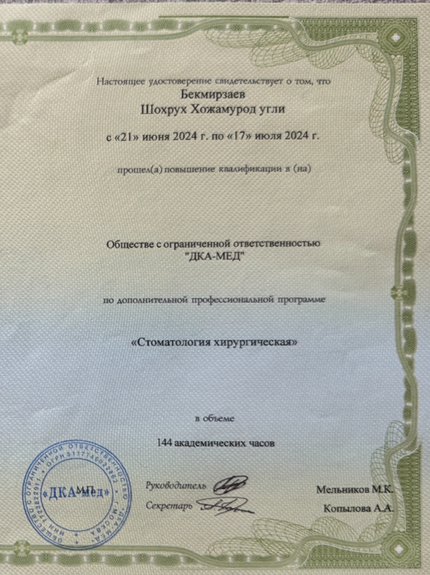 Настоящее удостоверение свидетельствует о том, что
Бекмирзаев
Шохрух Хожамурод угли
с «21» июня 2024 г. по «17» июля 2024 г.
прошел(а) повышение квалификации в (на)
Обществе с ограниченной ответственностью
"ДКА-МЕД"
по дополнительной профессиональной программе
«Стоматология хирургическая»
в объеме
144 академических часов
Руководитель
Мельников М.К.
Секретарь
Копылова А.А.
МП
«ДКА-мед»